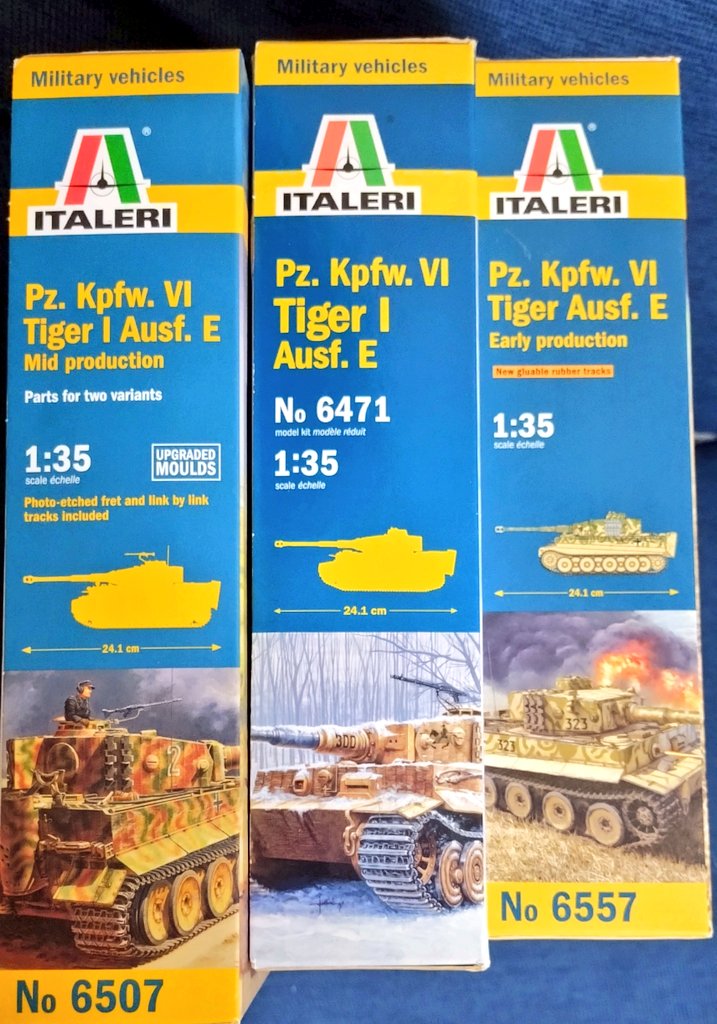 Military vehicles
®
ITALERI
Pz. Kpfw. VI
Tiger I Ausf. E
Mid production
Parts for two variants
1:35
scale échelle
UPGRADED
MOULDS
Photo-etched fret and link by link
tracks included
24.1 cm
2
No 6507
Military vehicles
ITALERI
Pz. Kpfw. VI
Tiger I
Ausf. E
No 6471
model kit modèle réduit
1:35
scale échelle
24.1 cm
300
Military vehicles
®
ITALERI
Pz. Kpfw. VI
Tiger Ausf. E
Early production
New gluable rubber tracks
1:35
scale échelle
24.1 cm
323
323
No 6557